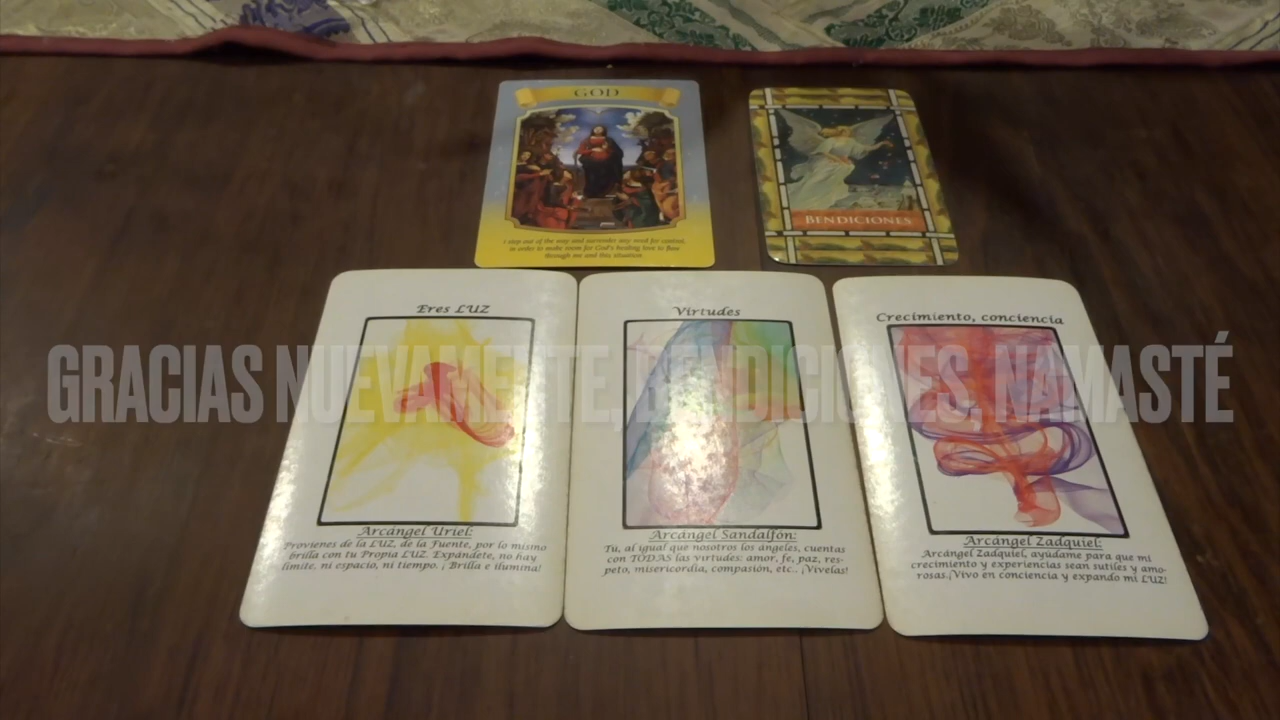 GOD
I step out of the way and surrender any need for control,
in order to make room for God's healing love to flow
through me and this situation
BENDICIONES
Eres LUZ
Arcángel Uriel:
Provienes de la LUZ, de la Fuente, por lo mismo
brilla con tu Propia LUZ. Expándete, no hay
límite, ni espacio, ni tiempo. ¡ Brilla e ilumina!
Virtudes
Arcángel Sandalfón:
Tú, al igual que nosotros los ángeles, cuentas
con TODAS las virtudes: amor, fe, paz, res-
peto, misericordia, compasión, etc.. ¡Vívelas!
Crecimiento, conciencia
Arcángel Zadquiel:
Arcángel Zadquiel, ayúdame para que mi
crecimiento y experiencias sean sutiles y amo-
rosas.¡Vivo en conciencia y expando mi LUZ!
GRACIAS NUEVAMENTE, BENDICIONES, NAMASTÉ